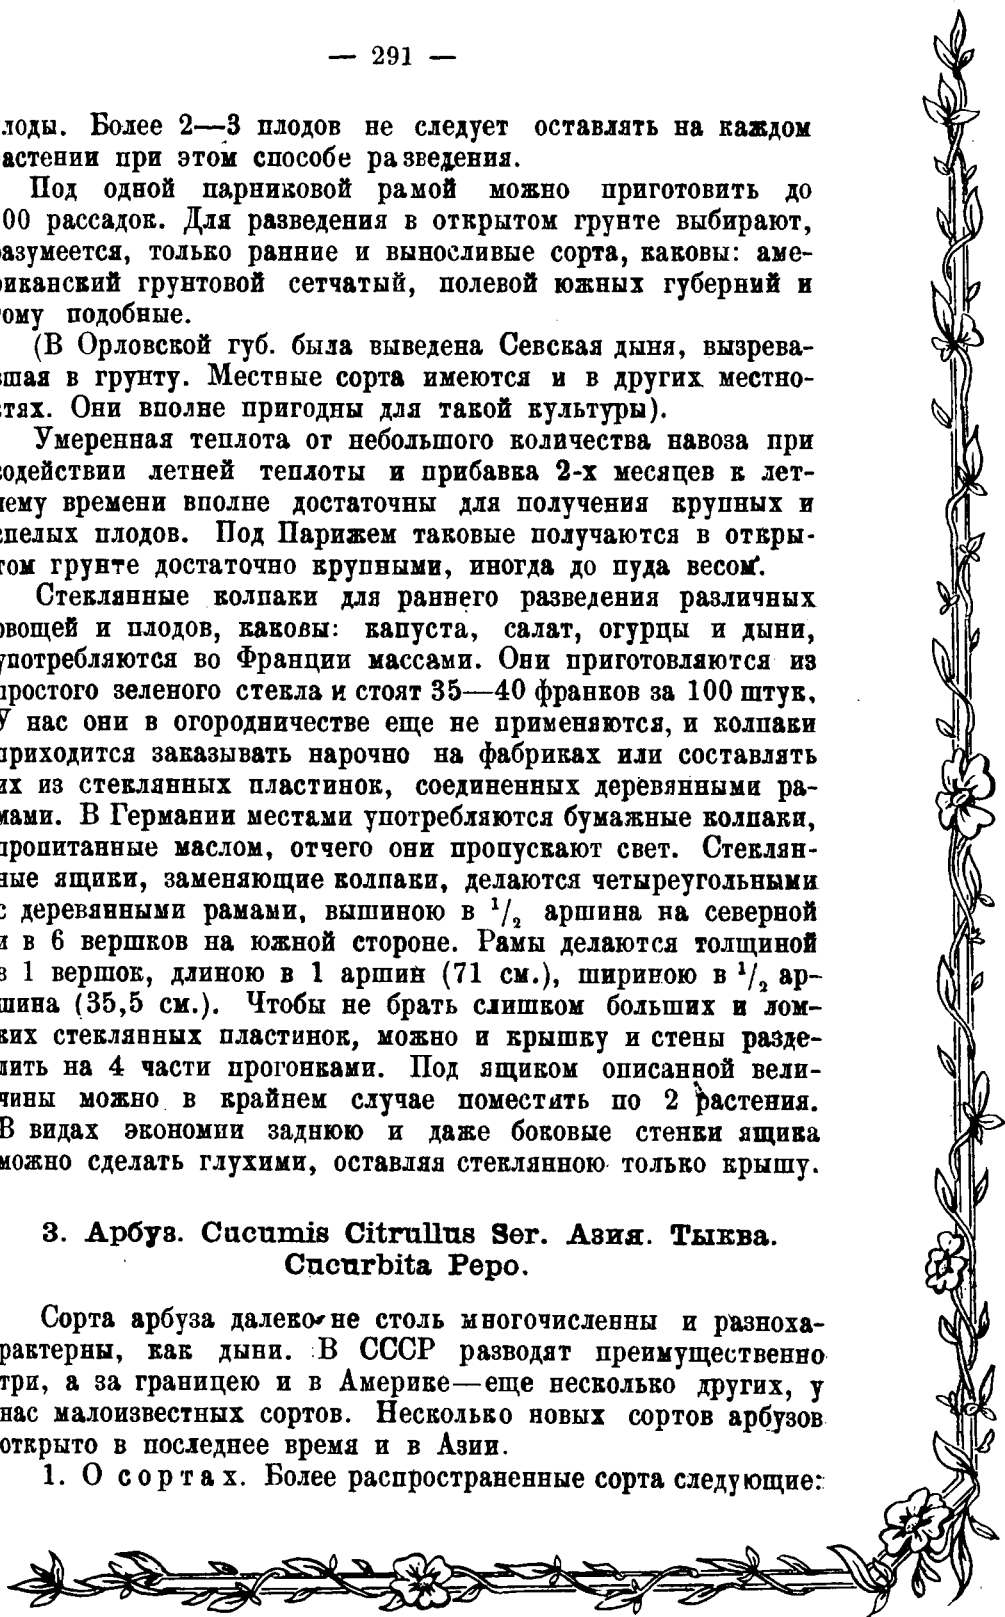 — 291 —
лоды. Более 2—3 плодов не следует оставлять на каждом
астении при этом способе разведения.
Под одной парниковой рамой можно приготовить до
00 рассадок. Для разведения в открытом грунте выбирают,
азумеется, только ранние и выносливые сорта, каковы: аме-
риканский грунтовой сетчатый, полевой южных губерний и
тому подобные.
(В Орловской губ. была выведена Севская дыня, вызрева-
вшая в грунту. Местные сорта имеются и в других местно-
стях. Они вполне пригодны для такой культуры).
Умеренная теплота от небольшого количества навоза при
содействии летней теплоты и прибавка 2-х месяцев к лет-
нему времени вполне достаточны для получения крупных и
спелых плодов. Под Парижем таковые получаются в откры-
том грунте достаточно крупными, иногда до пуда весом.
Стеклянные колпаки для раннего разведения различных
овощей и плодов, каковы: капуста, салат, огурцы и дыни,
употребляются во Франции массами. Они приготовляются из
простого зеленого стекла и стоят 35—40 франков за 100 штук.
У нас они в огородничестве еще не применяются, и колпаки
приходится заказывать нарочно на фабриках или составлять
их из стеклянных пластинок, соединенных деревянными ра-
мами. В Германии местами употребляются бумажные колпаки,
пропитанные маслом, отчего они пропускают свет. Стеклян-
ные ящики, заменяющие колпаки, делаются четыреугольными
с деревянными рамами, вышиною в 1/2 аршина на северной
и в 6 вершков на южной стороне. Рамы делаются толщиной
в 1 вершок, длиною в 1 аршин (71 см.), шириною в 1/2 ар-
шина (35,5 см.). Чтобы не брать слишком больших и лом-
ких стеклянных пластинок, можно и крышку и стены разде-
лить на 4 части прогонками. Под ящиком описанной вели-
чины можно в крайнем случае поместить по 2 растения.
В видах экономии заднюю и даже боковые стенки ящика
можно сделать глухими, оставляя стеклянною только крышу.
3. Арбуз. Cucumis Citrullus Ser. Азия. Тыква.
Cucurbita Pepo.
Сорта арбуза далеко не столь многочисленны и разноха-
рактерны, как дыни. В СССР разводят преимущественно
три, а за границею и в Америке—еще несколько других, у
нас малоизвестных сортов. Несколько новых сортов арбузов
открыто в последнее время и в Азии.
1. О сортах. Более распространенные сорта следующие: